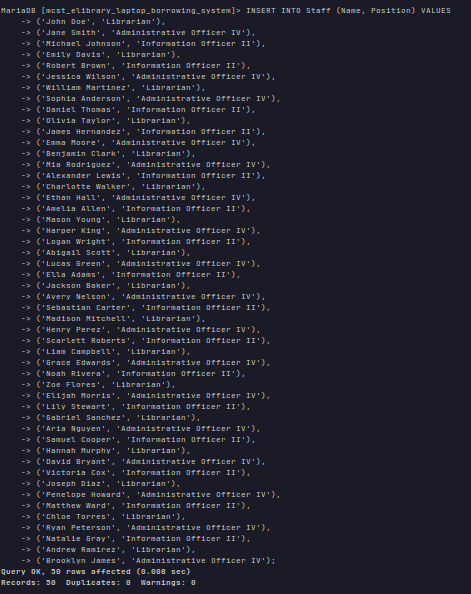 MariaDB [mcst_elibrary_laptop_borrowing_system]> INSERT INTO Staff (Name, Position) VALUES
-> ('John Doe', 'Librarian'),
-> ('Jane Smith', 'Administrative Officer IV'),
-> ('Michael Johnson', 'Information Officer II'),
-> ('Emily Davis', 'Librarian'),
-> ('Robert Brown', 'Information Officer II'),
-> ('Jessica Wilson', 'Administrative Officer IV'),
-> ('William Martinez', 'Librarian'),
-> ('Sophia Anderson', 'Administrative Officer IV'),
-> ('Daniel Thomas', 'Information Officer II'),
-> ('Olivia Taylor', 'Librarian'),
-> ('James Hernandez', 'Information Officer II'),
-> ('Emma Moore', 'Administrative Officer IV'),
-> ('Benjamin Clark', 'Librarian'),
-> ('Mia Rodriguez', 'Administrative Officer IV'),
-> ('Alexander Lewis', 'Information Officer II'),
-> ('Charlotte Walker', 'Librarian'),
-> ('Ethan Hall', 'Administrative Officer IV'),
-> ('Amelia Allen', 'Information Officer II'),
-> ('Mason Young', 'Librarian'),
-> ('Harper King', 'Administrative Officer IV'),
-> ('Logan Wright', 'Information Officer II'),
-> ('Abigail Scott', 'Librarian'),
-> ('Lucas Green', 'Administrative Officer IV'),
-> ('Ella Adams', 'Information Officer II'),
-> ('Jackson Baker', 'Librarian'),
-> ('Avery Nelson', 'Administrative Officer IV'),
-> ('Sebastian Carter', 'Information Officer II'),
-> ('Madison Mitchell', 'Librarian'),
-> ('Henry Perez', 'Administrative Officer IV'),
-> ('Scarlett Roberts', 'Information Officer II'),
-> ('Liam Campbell', 'Librarian'),
-> ('Grace Edwards', 'Administrative Officer IV'),
-> ('Noah Rivera', 'Information Officer II'),
-> ('Zoe Flores', 'Librarian'),
-> ('Elijah Morris', 'Administrative Officer IV'),
-> ('Lily Stewart', 'Information Officer II'),
-> ('Gabriel Sanchez', 'Librarian'),
-> ('Aria Nguyen', 'Administrative Officer IV'),
-> ('Samuel Cooper', 'Information Officer II'),
-> ('Hannah Murphy', 'Librarian'),
-> ('David Bryant', 'Administrative Officer IV'),
-> ('Victoria Cox', 'Information Officer II'),
-> ('Joseph Diaz', 'Librarian'),
-> ('Penelope Howard', 'Administrative Officer IV'),
-> ('Matthew Ward', 'Information Officer II'),
-> ('Chloe Torres', 'Librarian'),
-> ('Ryan Peterson', 'Administrative Officer IV'),
-> ('Natalie Gray', 'Information Officer II'),
-> ('Andrew Ramirez', 'Librarian'),
-> ('Brooklyn James', 'Administrative Officer IV');
Query OK, 50 rows affected (0.008 sec)
Records: 50  Duplicates: 0  Warnings: 0